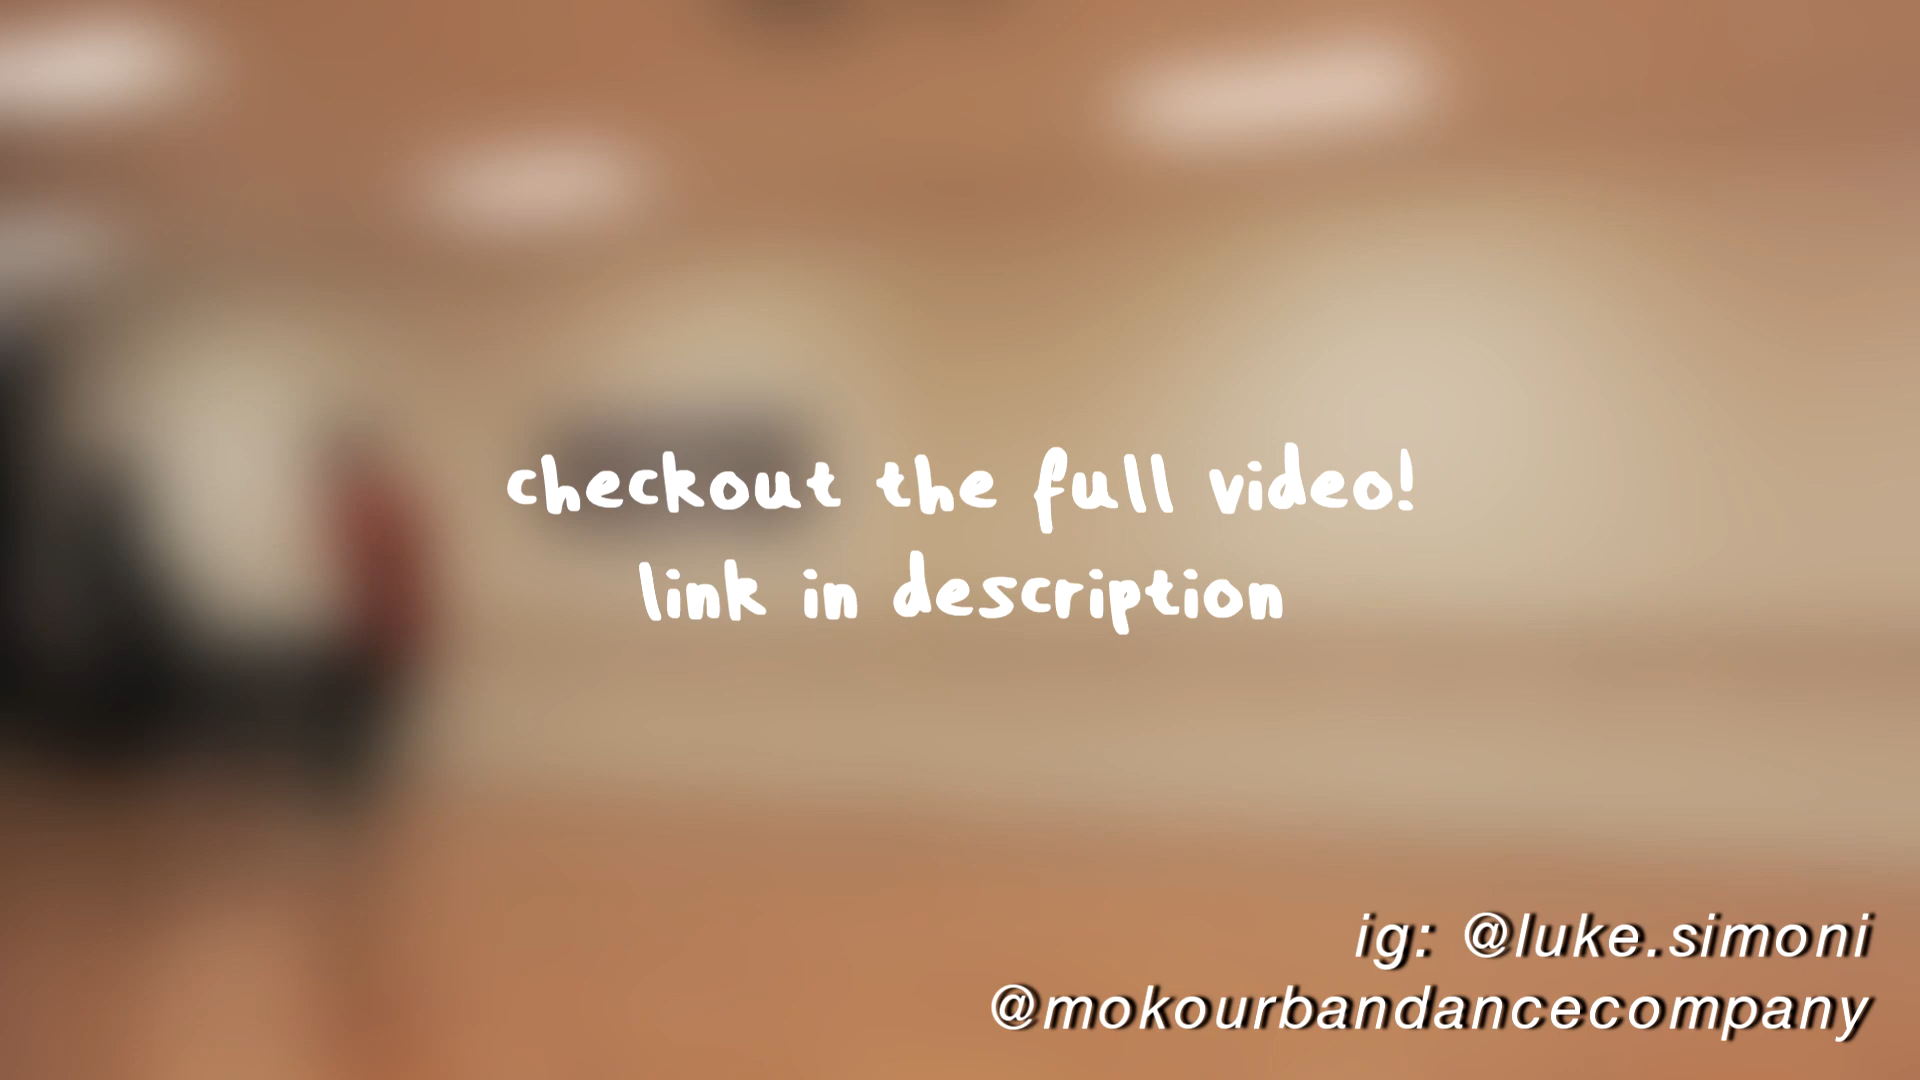 checkout the full video!
link in description
ig: @luke.simoni
@mokourbandancecompany